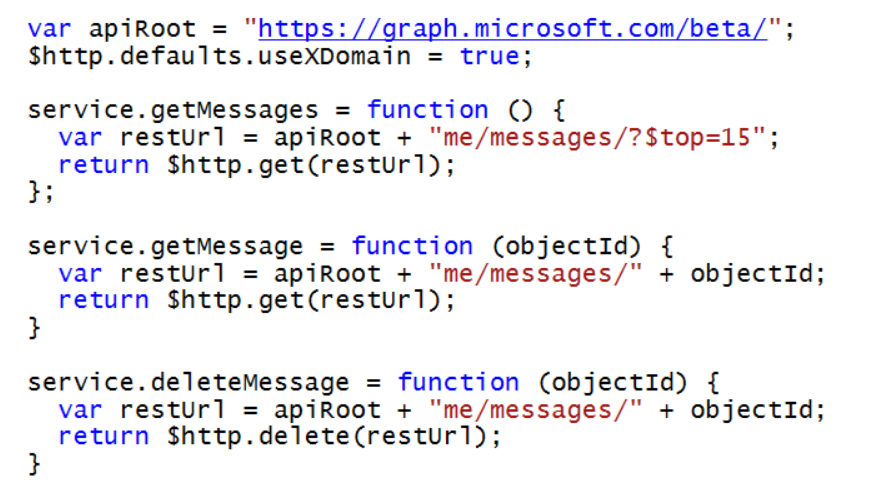 var apiRoot = "https://graph.microsoft.com/beta/";
$http.defaults.useXDomain = true;

service.getMessages = function () {
  var restUrl = apiRoot + "me/messages/?$top=15";
  return $http.get(restUrl);
};

service.getMessage = function (objectId) {
  var restUrl = apiRoot + "me/messages/" + objectId;
  return $http.get(restUrl);
}

service.deleteMessage = function (objectId) {
  var restUrl = apiRoot + "me/messages/" + objectId;
  return $http.delete(restUrl);
}